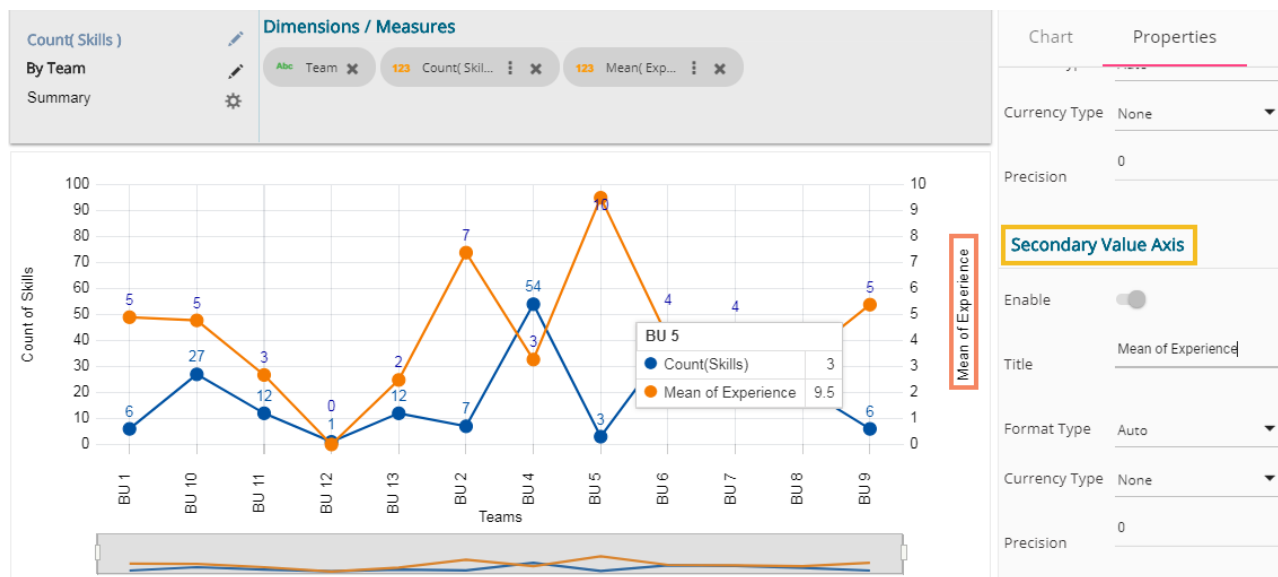 Count( Skills )
By Team
Summary
Dimensions / Measures
Abc Team
123 Count( Skil...
123 Mean( Exp...
Chart Properties
Currency Type None
Precision 0
Secondary Value Axis
Enable
Title Mean of Experience
Format Type Auto
Currency Type None
Precision 0
Count of Skills
100
90
80
70
60
50
40
30
20
10
0
10
9
8
7
6
5
4
3
2
1
0
Mean of Experience
5 5 3 0 2 7 3 10 4 4 5
6 27 12 1 12 7 54 3 6
BU 5
Count(Skills) 3
Mean of Experience 9.5
BU 1 BU 10 BU 11 BU 12 BU 13 BU 2 BU 4 BU 5 BU 6 BU 7 BU 8 BU 9
Teams